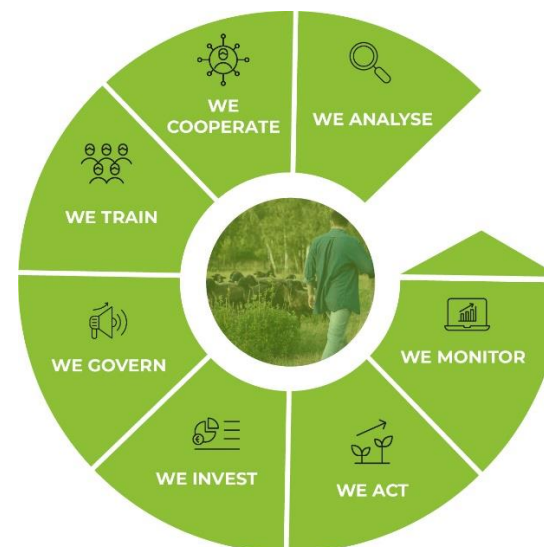 WE ANALYSE
WE
COOPERATE
WE TRAIN
WE GOVERN
WE INVEST
WE ACT
WE MONITOR